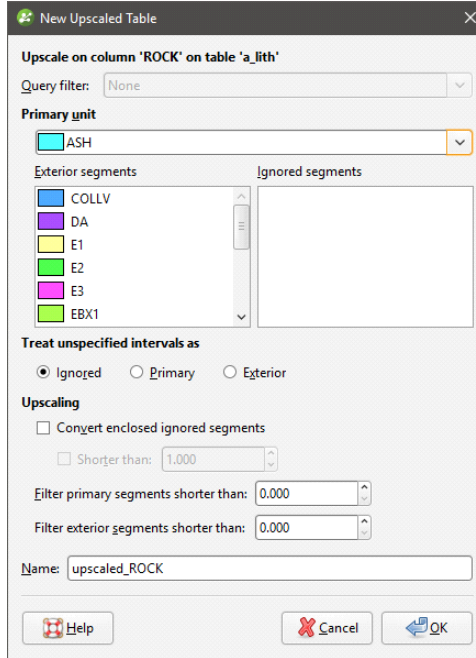 New Upscaled Table
Upscale on column 'ROCK' on table 'a_lith'
Query filter: None
Primary unit
ASH
Exterior segments Ignored segments
COLLV
DA
E1
E2
E3
EBX1
Treat unspecified intervals as
Ignored Primary Exterior
Upscaling
Convert enclosed ignored segments
Shorter than: 1.000
Filter primary segments shorter than: 0.000
Filter exterior segments shorter than: 0.000
Name: upscaled_ROCK
Help Cancel OK